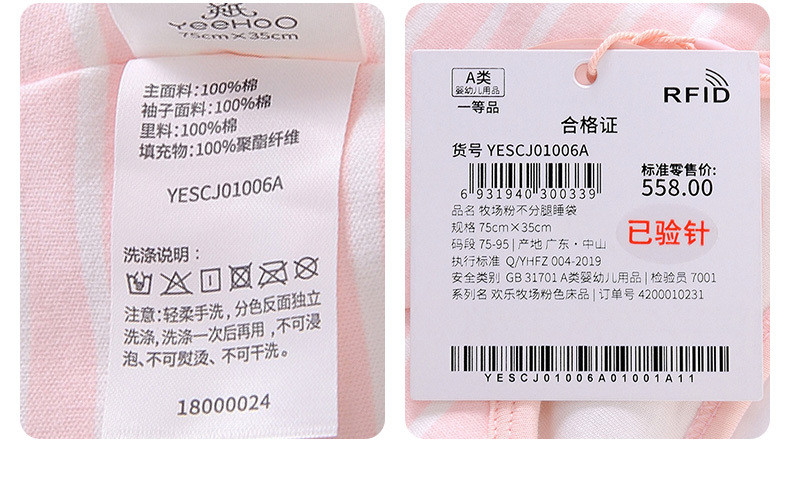 英氏
YeeHOO
75cm×35cm
主面料:100%棉
袖子面料:100%棉
里料:100%棉
填充物:100%聚酯纤维
YESCJ01006A
洗涤说明:
注意:轻柔手洗,分色反面独立
洗涤,洗涤一次后再用,不可浸
泡、不可熨烫、不可干洗。
18000024
A类
婴幼儿用品
一等品
RFID
合格证
货号 YESCJ01006A
6 931940 300339
标准零售价:
558.00
品名 牧场粉不分腿睡袋
规格 75cm×35cm
码段 75-95 | 产地 广东·中山
已验针
执行标准 Q/YHFZ 004-2019
安全类别 GB 31701 A类婴幼儿用品 | 检验员 7001
系列名 欢乐牧场粉色床品 | 订单号 4200010231
YESCJ01006A01001A11